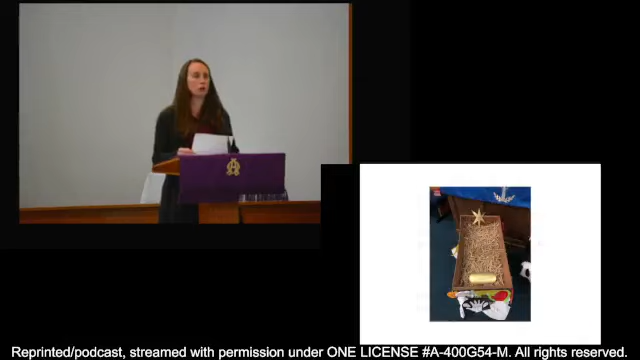 Reprinted/podcast, streamed with permission under ONE LICENSE #A-400G54-M. All rights reserved.